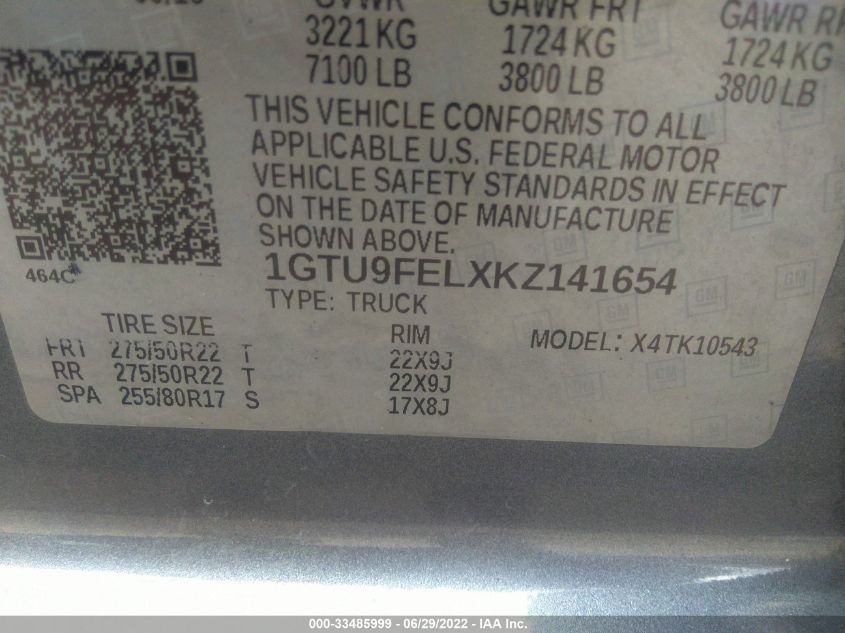 GVWR GAWR FRT GAWR RR
3221 KG 1724 KG 1724 KG
7100 LB 3800 LB 3800 LB
THIS VEHICLE CONFORMS TO ALL
APPLICABLE U.S. FEDERAL MOTOR
VEHICLE SAFETY STANDARDS IN EFFECT
ON THE DATE OF MANUFACTURE
SHOWN ABOVE.
464C
1GTU9FELXKZ141654
TYPE: TRUCK
TIRE SIZE RIM MODEL: X4TK10543
FRT 275/50R22 T 22X9J
RR 275/50R22 T 22X9J
SPA 255/80R17 S 17X8J
GM
000-33485999 - 06/29/2022 - IAA Inc.